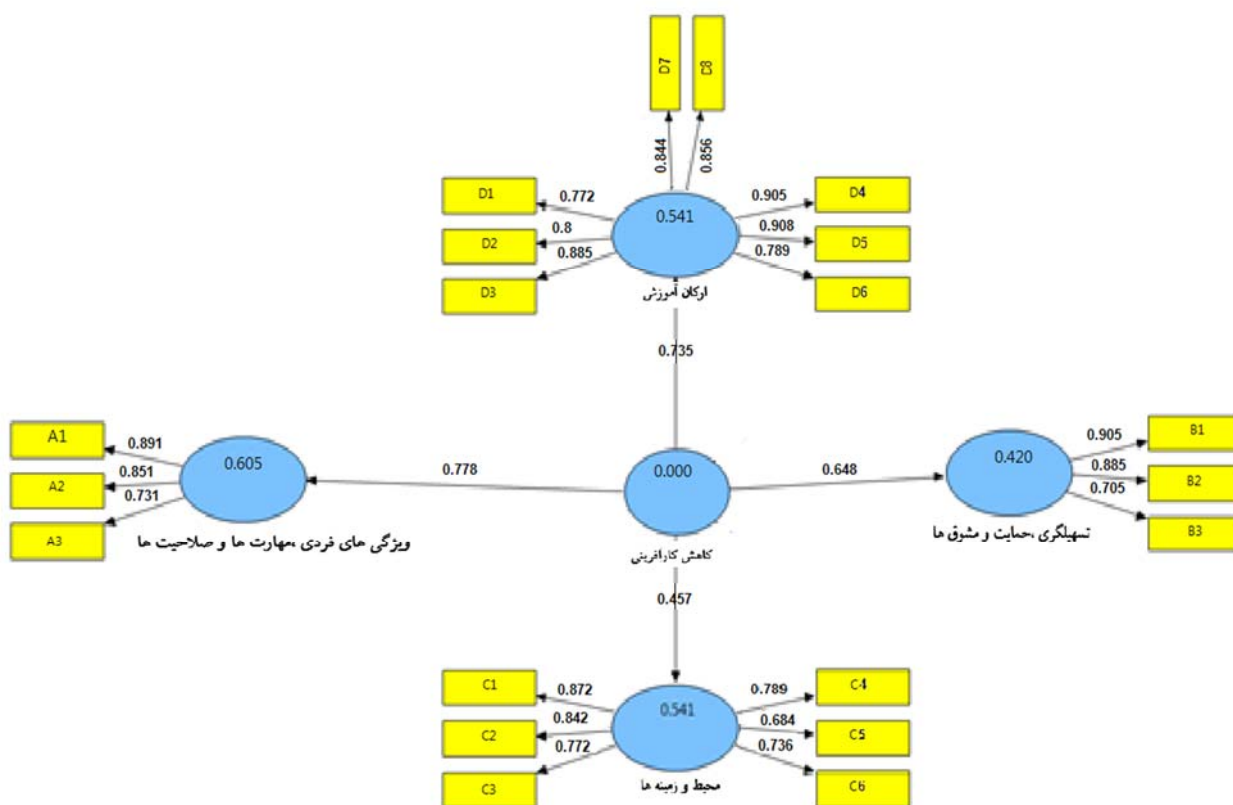 D7
D8
0.844
0.856
D1
0.772
0.541
0.905
D4
D2
0.8
0.908
D5
D3
0.885
0.789
D6
ارکان آموزشی
0.735
A1
0.891
0.605
0.778
0.000
0.648
0.420
0.905
B1
A2
0.851
0.885
B2
A3
0.731
0.705
B3
ویژگی های فردی ،مهارت ها و صلاحیت ها
کاهش کارآفرینی
تسهیلگری ،حمایت و مشوق ها
0.457
C1
0.872
0.541
0.789
C4
C2
0.842
0.684
C5
C3
0.772
0.736
C6
محیط و زمینه ها